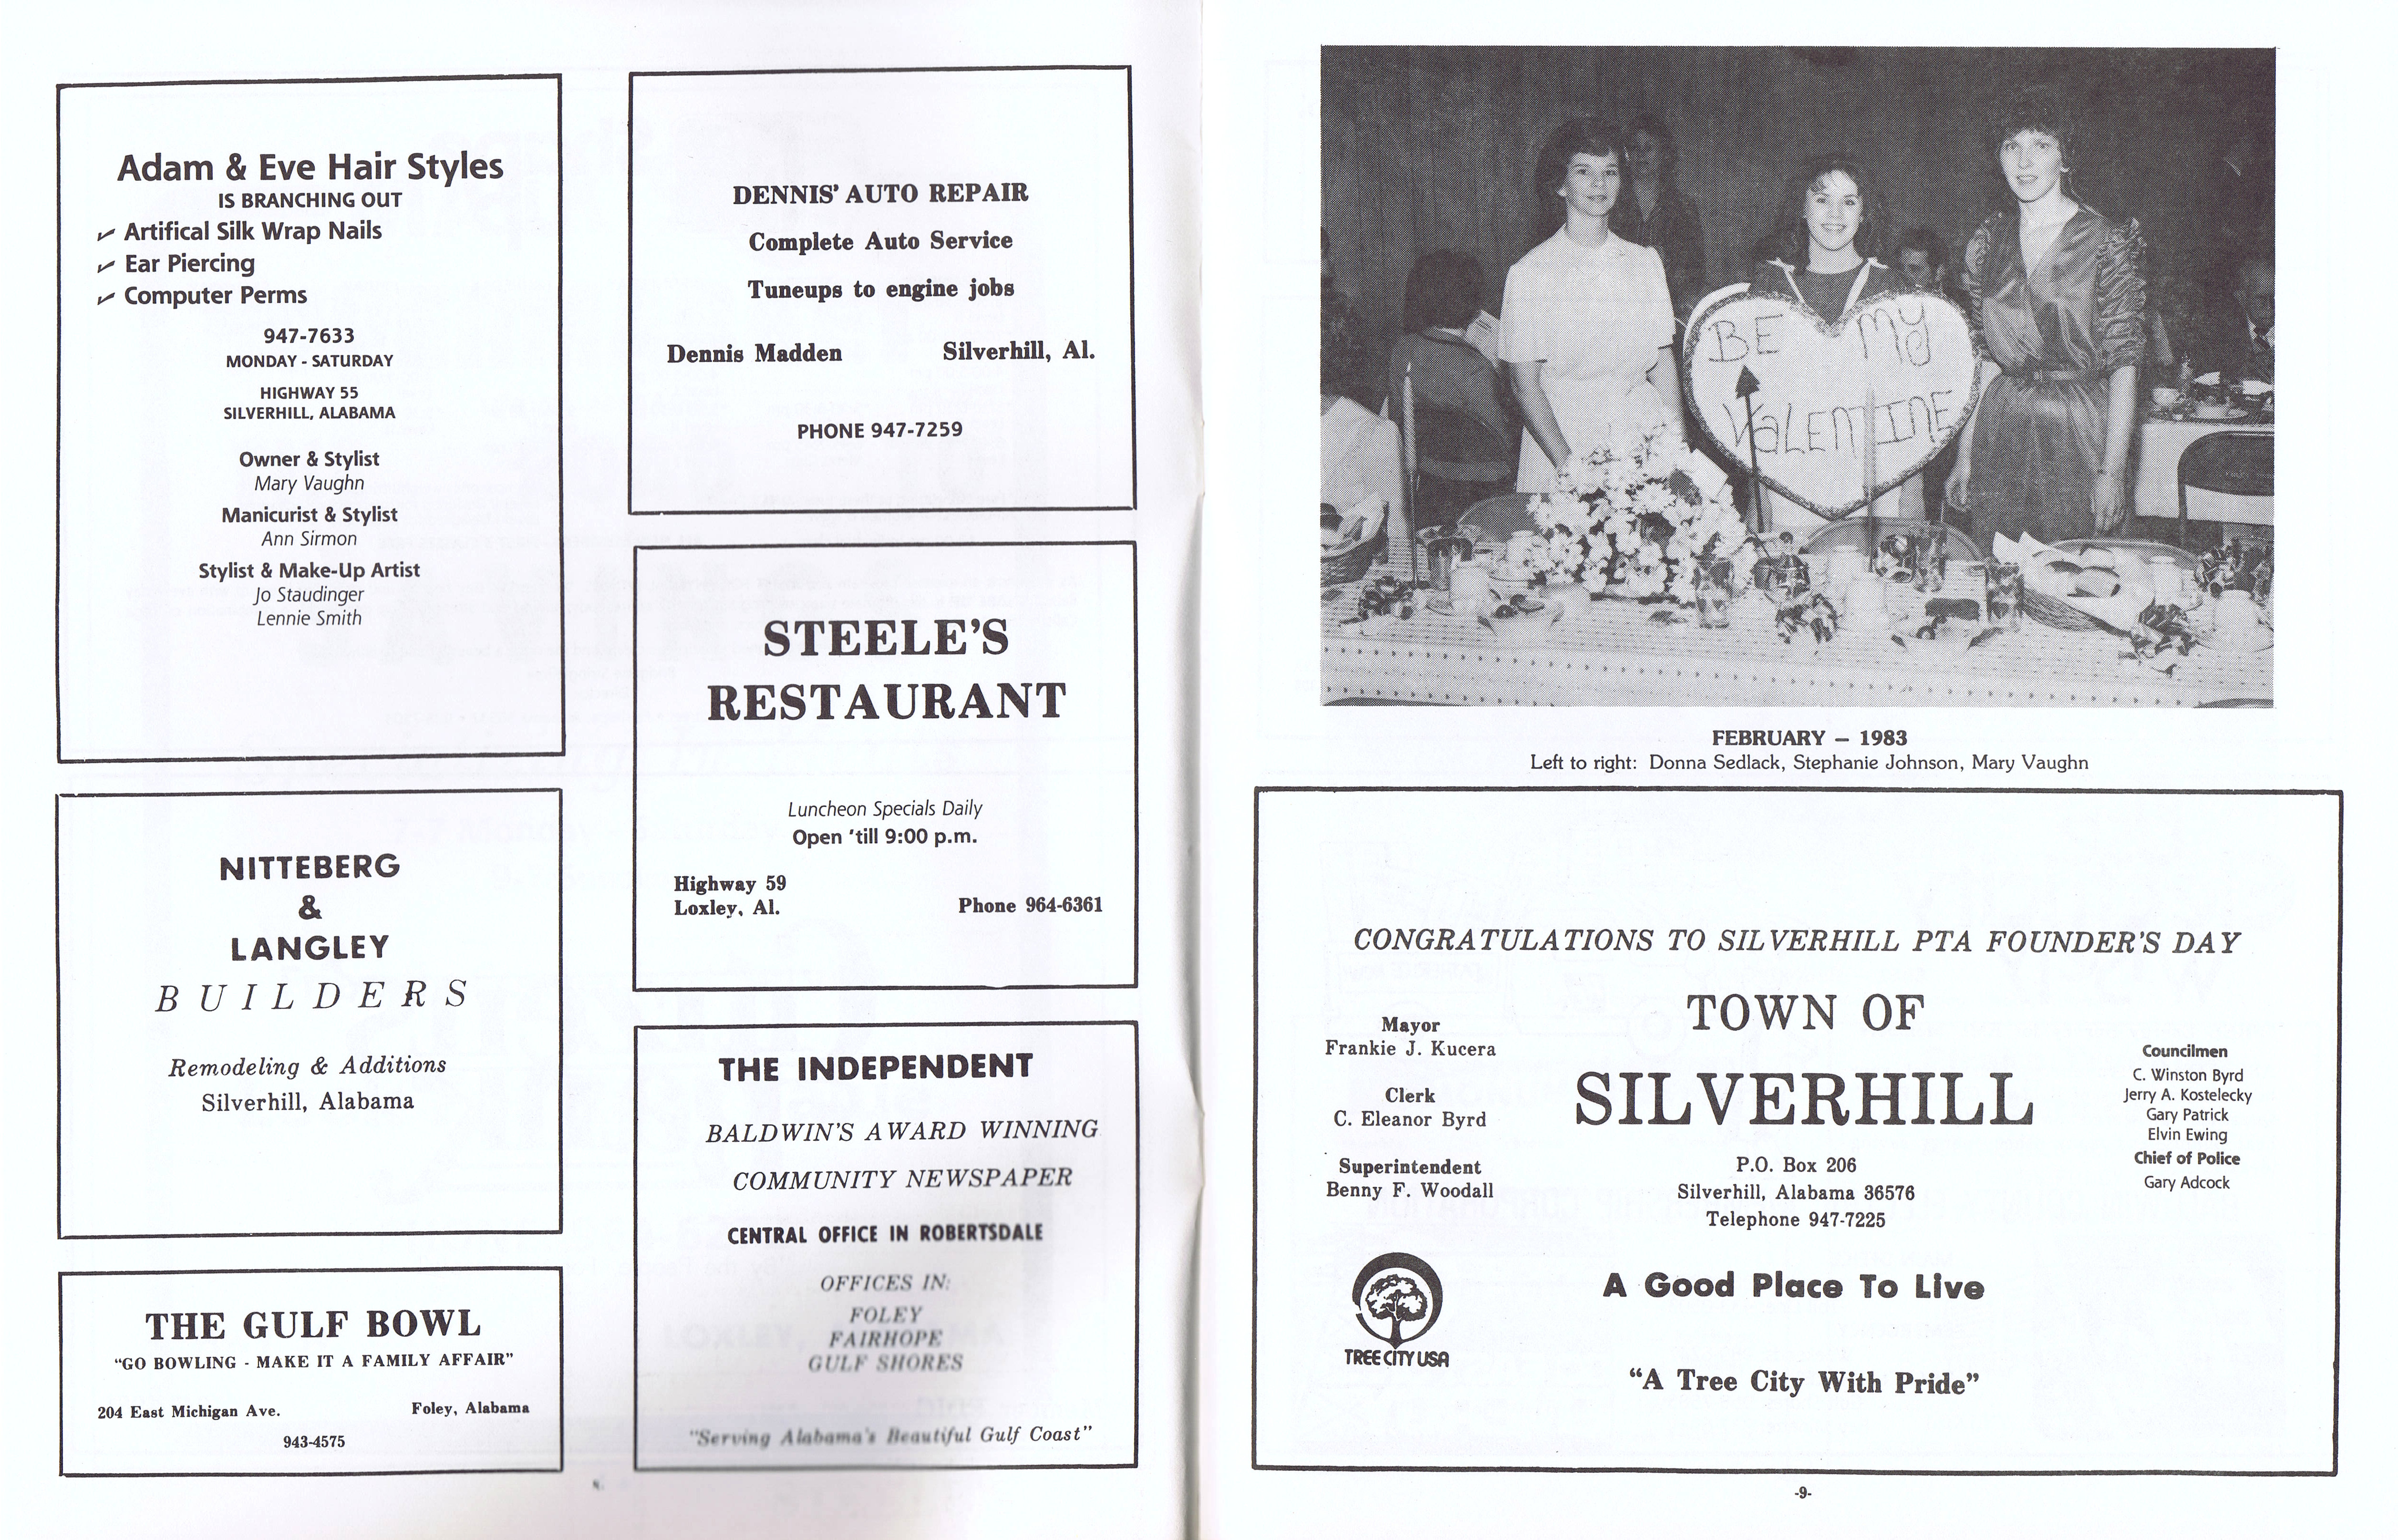 Adam & Eve Hair Styles
IS BRANCHING OUT
✓ Artifical Silk Wrap Nails
✓ Ear Piercing
✓ Computer Perms
947-7633
MONDAY - SATURDAY
HIGHWAY 55
SILVERHILL, ALABAMA
Owner & Stylist
Mary Vaughn
Manicurist & Stylist
Ann Sirmon
Stylist & Make-Up Artist
Jo Staudinger
Lennie Smith
NITTEBERG
&
LANGLEY
BUILDERS
Remodeling & Additions
Silverhill, Alabama
THE GULF BOWL
"GO BOWLING - MAKE IT A FAMILY AFFAIR"
204 East Michigan Ave. Foley, Alabama
943-4575
DENNIS' AUTO REPAIR
Complete Auto Service
Tuneups to engine jobs
Dennis Madden Silverhill, Al.
PHONE 947-7259
STEELE'S
RESTAURANT
Luncheon Specials Daily
Open 'till 9:00 p.m.
Highway 59
Loxley, Al. Phone 964-6361
THE INDEPENDENT
BALDWIN'S AWARD WINNING
COMMUNITY NEWSPAPER
CENTRAL OFFICE IN ROBERTSDALE
OFFICES IN:
FOLEY
FAIRHOPE
GULF SHORES
"Serving Alabama's Beautiful Gulf Coast"
BE MY
VALENTINE
FEBRUARY — 1983
Left to right: Donna Sedlack, Stephanie Johnson, Mary Vaughn
CONGRATULATIONS TO SILVERHILL PTA FOUNDER'S DAY
TOWN OF
SILVERHILL
P.O. Box 206
Silverhill, Alabama 36576
Telephone 947-7225
Mayor
Frankie J. Kucera
Clerk
C. Eleanor Byrd
Superintendent
Benny F. Woodall
Councilmen
C. Winston Byrd
Jerry A. Kostelecky
Gary Patrick
Elvin Ewing
Chief of Police
Gary Adcock
TREE CITY USA
A Good Place To Live
"A Tree City With Pride"
-9-